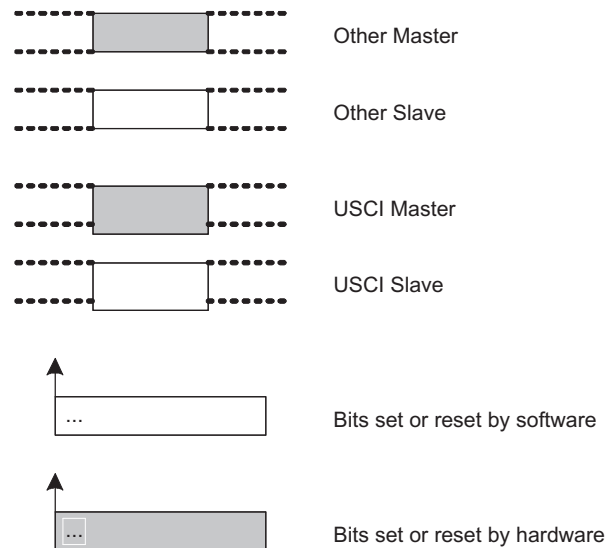 Other Master
Other Slave
USCI Master
USCI Slave
...
Bits set or reset by software
...
Bits set or reset by hardware